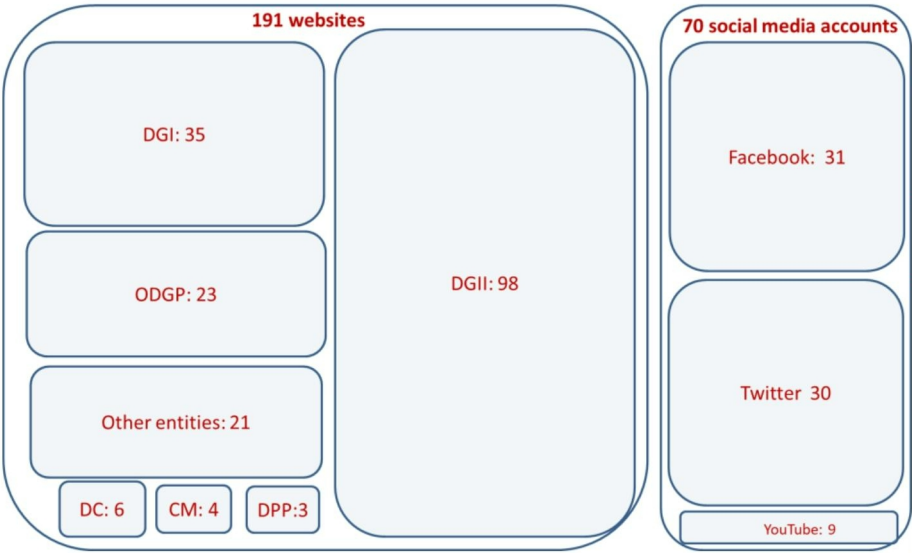 191 websites
DGI: 35
ODGP: 23
Other entities: 21
DC: 6
CM: 4
DPP:3
DGII: 98
70 social media accounts
Facebook: 31
Twitter 30
YouTube: 9